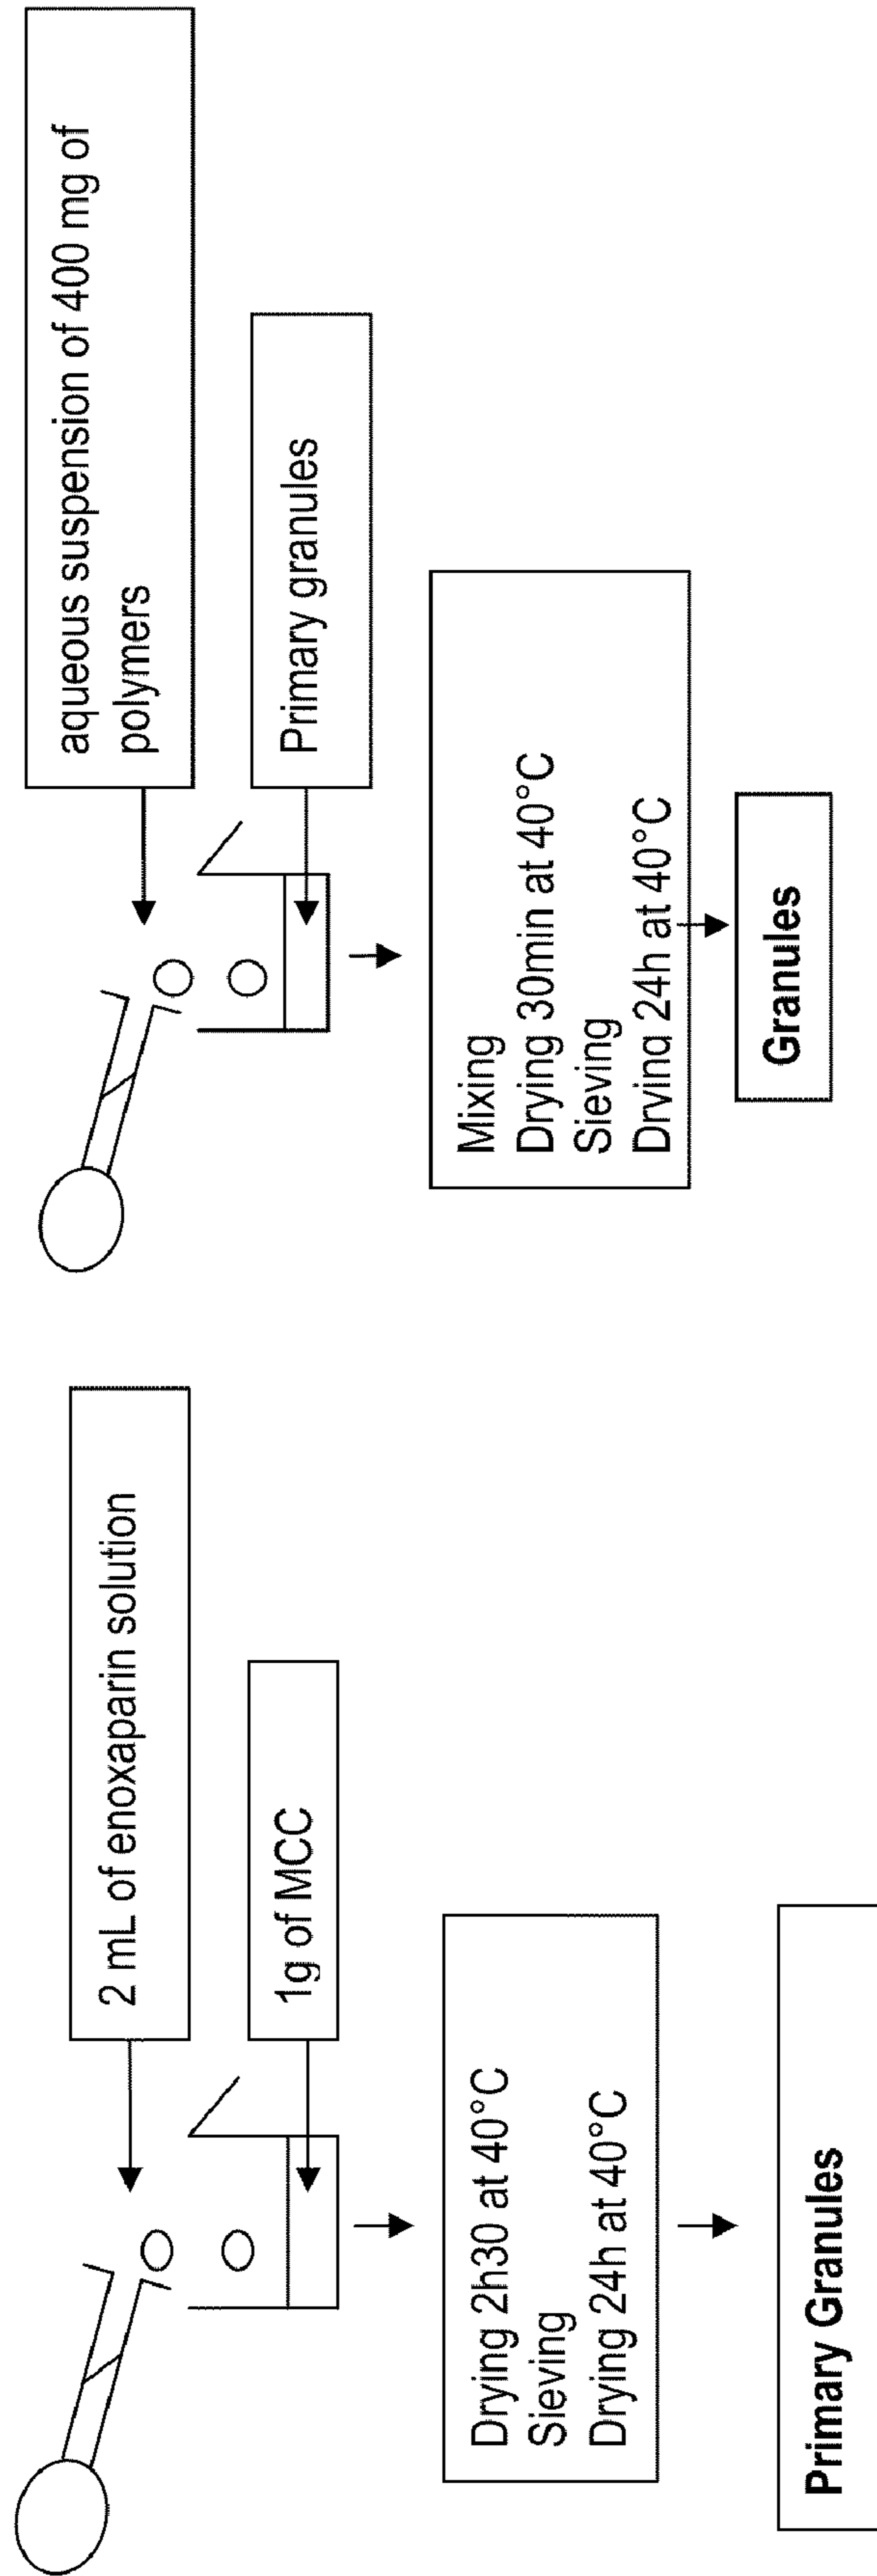 2 mL of enoxaparin solution
1g of MCC
Drying 2h30 at 40°C
Sieving
Drying 24h at 40°C
Primary Granules
aqueous suspension of 400 mg of
polymers
Primary granules
Mixing
Drying 30min at 40°C
Sieving
Drying 24h at 40°C
Granules